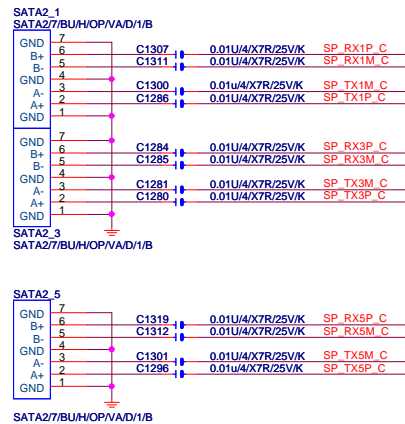 SATA2_1
SATA2/7/BU/H/OP/VA/D/1/B
GND 7
B+ 6 C1307 0.01U/4/X7R/25V/K SP_RX1P_C
B- 5 C1311 0.01U/4/X7R/25V/K SP_RX1M_C
GND 4
A- 3 C1300 0.01u/4/X7R/25V/K SP_TX1M_C
A+ 2 C1286 0.01U/4/X7R/25V/K SP_TX1P_C
GND 1
GND 7
B+ 6 C1284 0.01U/4/X7R/25V/K SP_RX3P_C
B- 5 C1285 0.01U/4/X7R/25V/K SP_RX3M_C
GND 4
A- 3 C1281 0.01U/4/X7R/25V/K SP_TX3M_C
A+ 2 C1280 0.01U/4/X7R/25V/K SP_TX3P_C
GND 1
SATA2_3
SATA2/7/BU/H/OP/VA/D/1/B
SATA2_5
GND 7
B+ 6 C1319 0.01U/4/X7R/25V/K SP_RX5P_C
B- 5 C1312 0.01U/4/X7R/25V/K SP_RX5M_C
GND 4
A- 3 C1301 0.01U/4/X7R/25V/K SP_TX5M_C
A+ 2 C1296 0.01u/4/X7R/25V/K SP_TX5P_C
GND 1
SATA2/7/BU/H/OP/VA/D/1/B